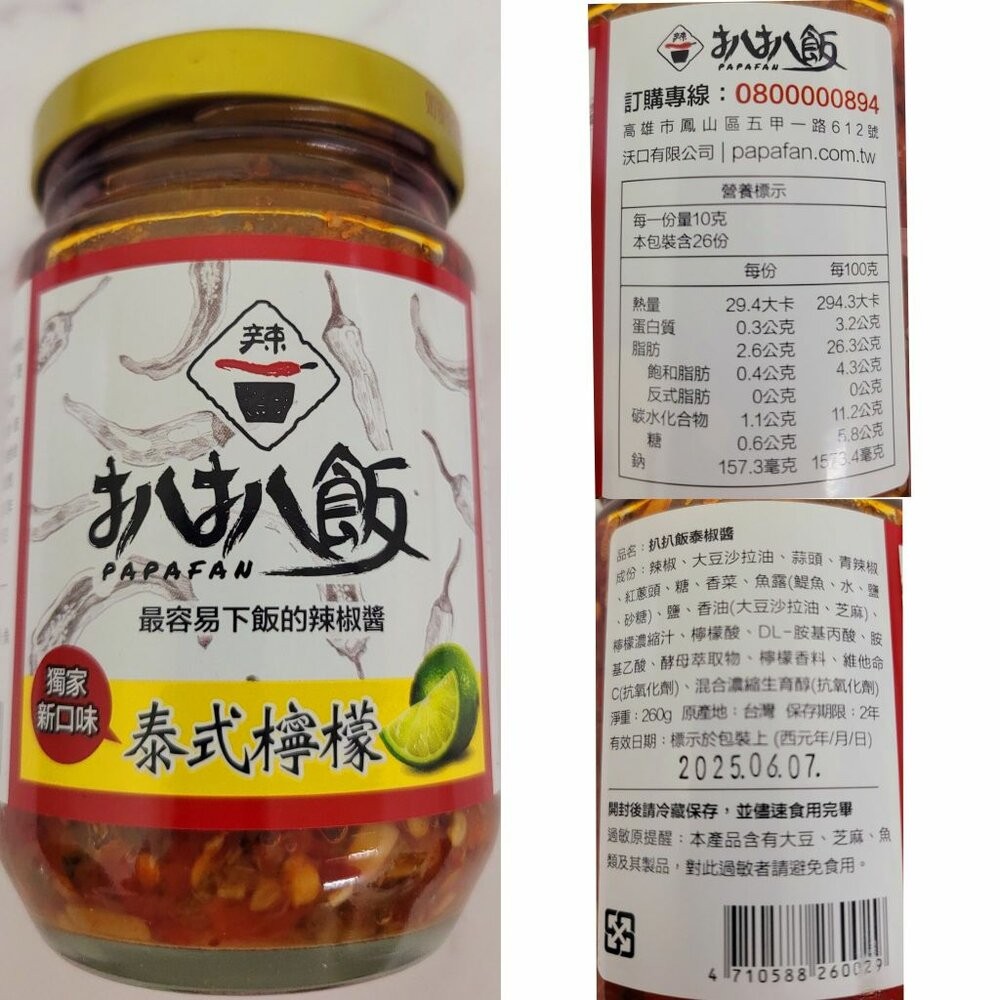 辣
扒扒飯
PAPAFAN
最容易下飯的辣椒醬
獨家
新口味
泰式檸檬
辣
扒扒飯
PAPAFAN
訂購專線：0800000894
高雄市鳳山區五甲一路612號
沃口有限公司 | papafan.com.tw
營養標示
每一份量10克
本包裝含26份
每份 每100克
熱量 29.4大卡 294.3大卡
蛋白質 0.3公克 3.2公克
脂肪 2.6公克 26.3公克
飽和脂肪 0.4公克 4.3公克
反式脂肪 0公克 0公克
碳水化合物 1.1公克 11.2公克
糖 0.6公克 5.8公克
鈉 157.3毫克 1573.4毫克
品名：扒扒飯泰椒醬
成份：辣椒、大豆沙拉油、蒜頭、青辣椒
、紅蔥頭、糖、香菜、魚露(鯷魚、水、鹽
、砂糖)、鹽、香油(大豆沙拉油、芝麻)、
檸檬濃縮汁、檸檬酸、DL-胺基丙酸、胺
基乙酸、酵母萃取物、檸檬香料、維他命
C(抗氧化劑)、混合濃縮生育醇(抗氧化劑)
淨重：260g 原產地：台灣 保存期限：2年
有效日期：標示於包裝上 (西元年/月/日)
2025.06.07.
開封後請冷藏保存，並儘速食用完畢
過敏原提醒：本產品含有大豆、芝麻、魚
類及其製品，對此過敏者請避免食用。
4 710588 260029